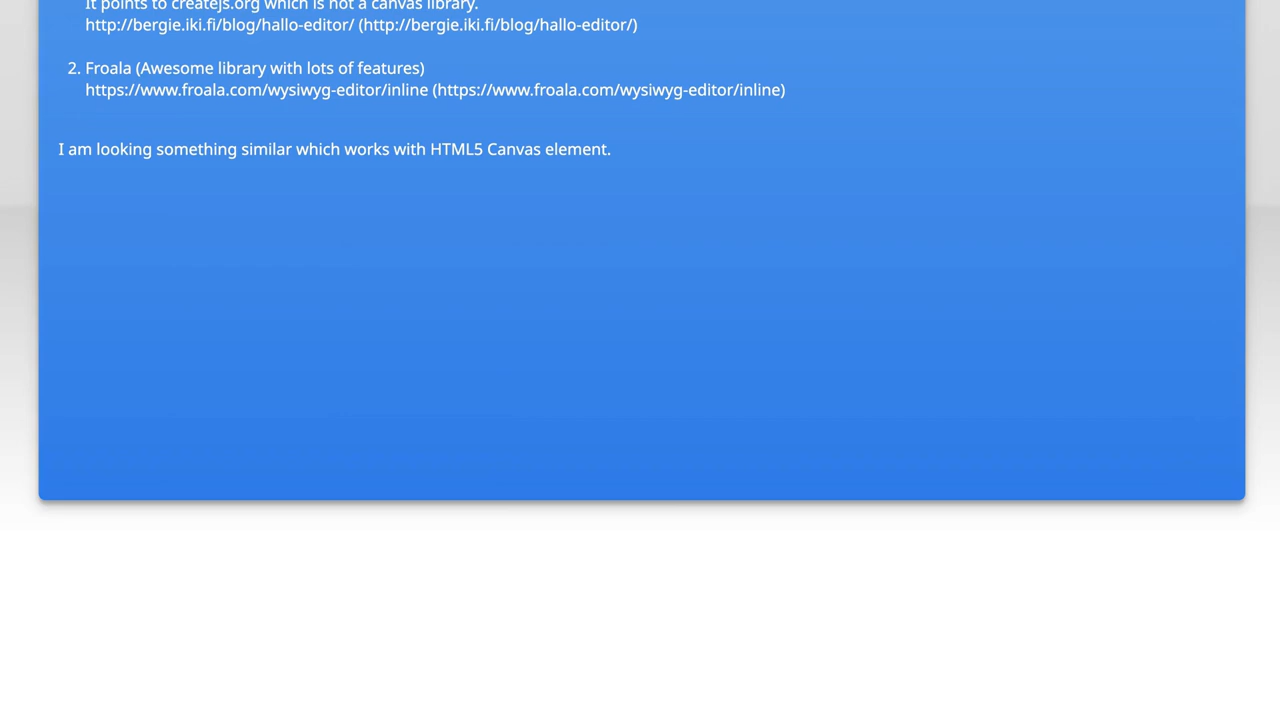 It points to createjs.org which is not a canvas library.
http://bergie.iki.fi/blog/hallo-editor/ (http://bergie.iki.fi/blog/hallo-editor/)
2. Froala (Awesome library with lots of features)
https://www.froala.com/wysiwyg-editor/inline (https://www.froala.com/wysiwyg-editor/inline)
I am looking something similar which works with HTML5 Canvas element.